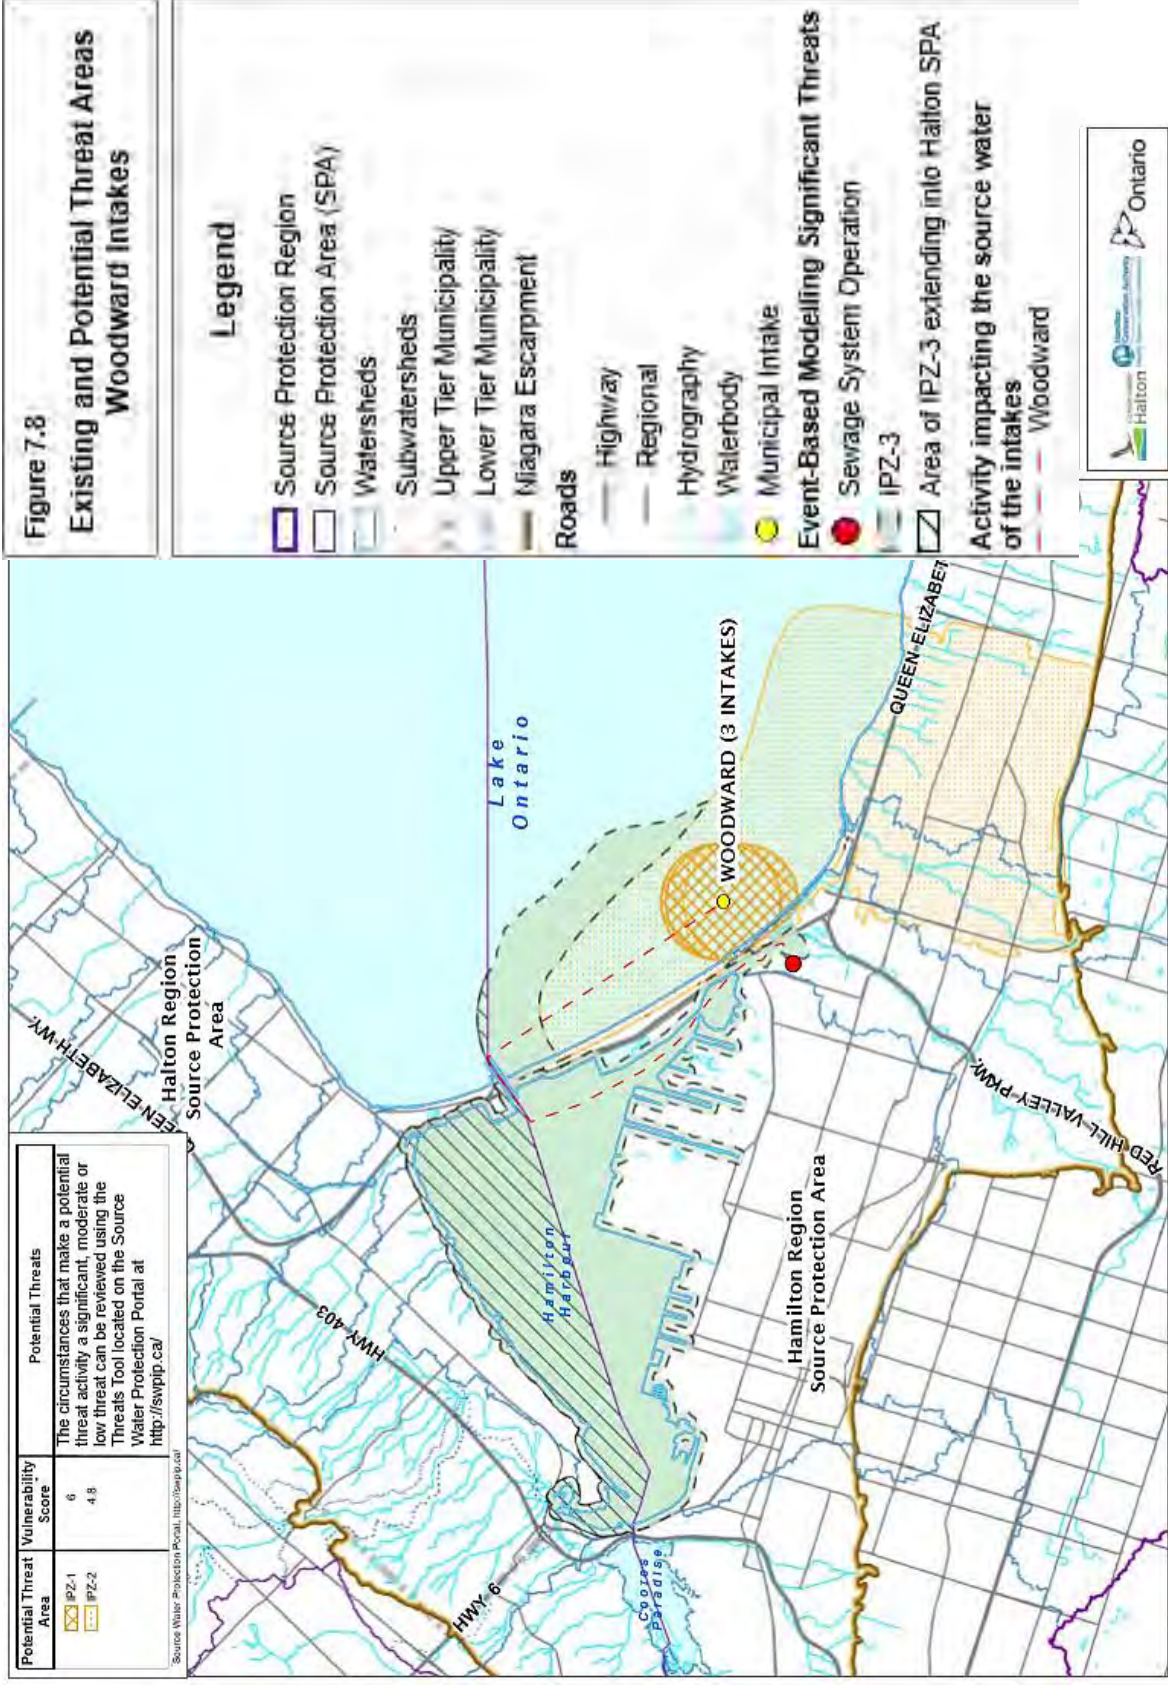 Figure 7.8
Existing and Potential Threat Areas
Woodward Intakes
Legend
Source Protection Region
Source Protection Area (SPA)
Watersheds
Subwatersheds
Upper Tier Municipality
Lower Tier Municipality
Niagara Escarpment
Roads
Highway
Regional
Hydrography
Waterbody
Municipal Intake
Event-Based Modelling Significant Threats
Sewage System Operation
IPZ-3
Area of IPZ-3 extending into Halton SPA
Activity impacting the source water
of the intakes
Woodward
Halton
Hamilton
Conservation Authority
Ontario
Potential Threat Area
Vulnerability Score
Potential Threats
IPZ-1
6
IPZ-2
4.8
The circumstances that make a potential
threat activity a significant, moderate or
low threat can be reviewed using the
Threats Tool located on the Source
Water Protection Portal at
http://swpip.ca/
*Source Water Protection Portal, http://swpip.ca/
QUEEN ELIZABETH WY.
Halton Region
Source Protection
Area
Lake
Ontario
HWY 403
Hamilton
Harbour
HWY 6
Cootes
Paradise
WOODWARD (3 INTAKES)
QUEEN ELIZABET
Hamilton Region
Source Protection Area
RED HILL VALLEY PKWY.